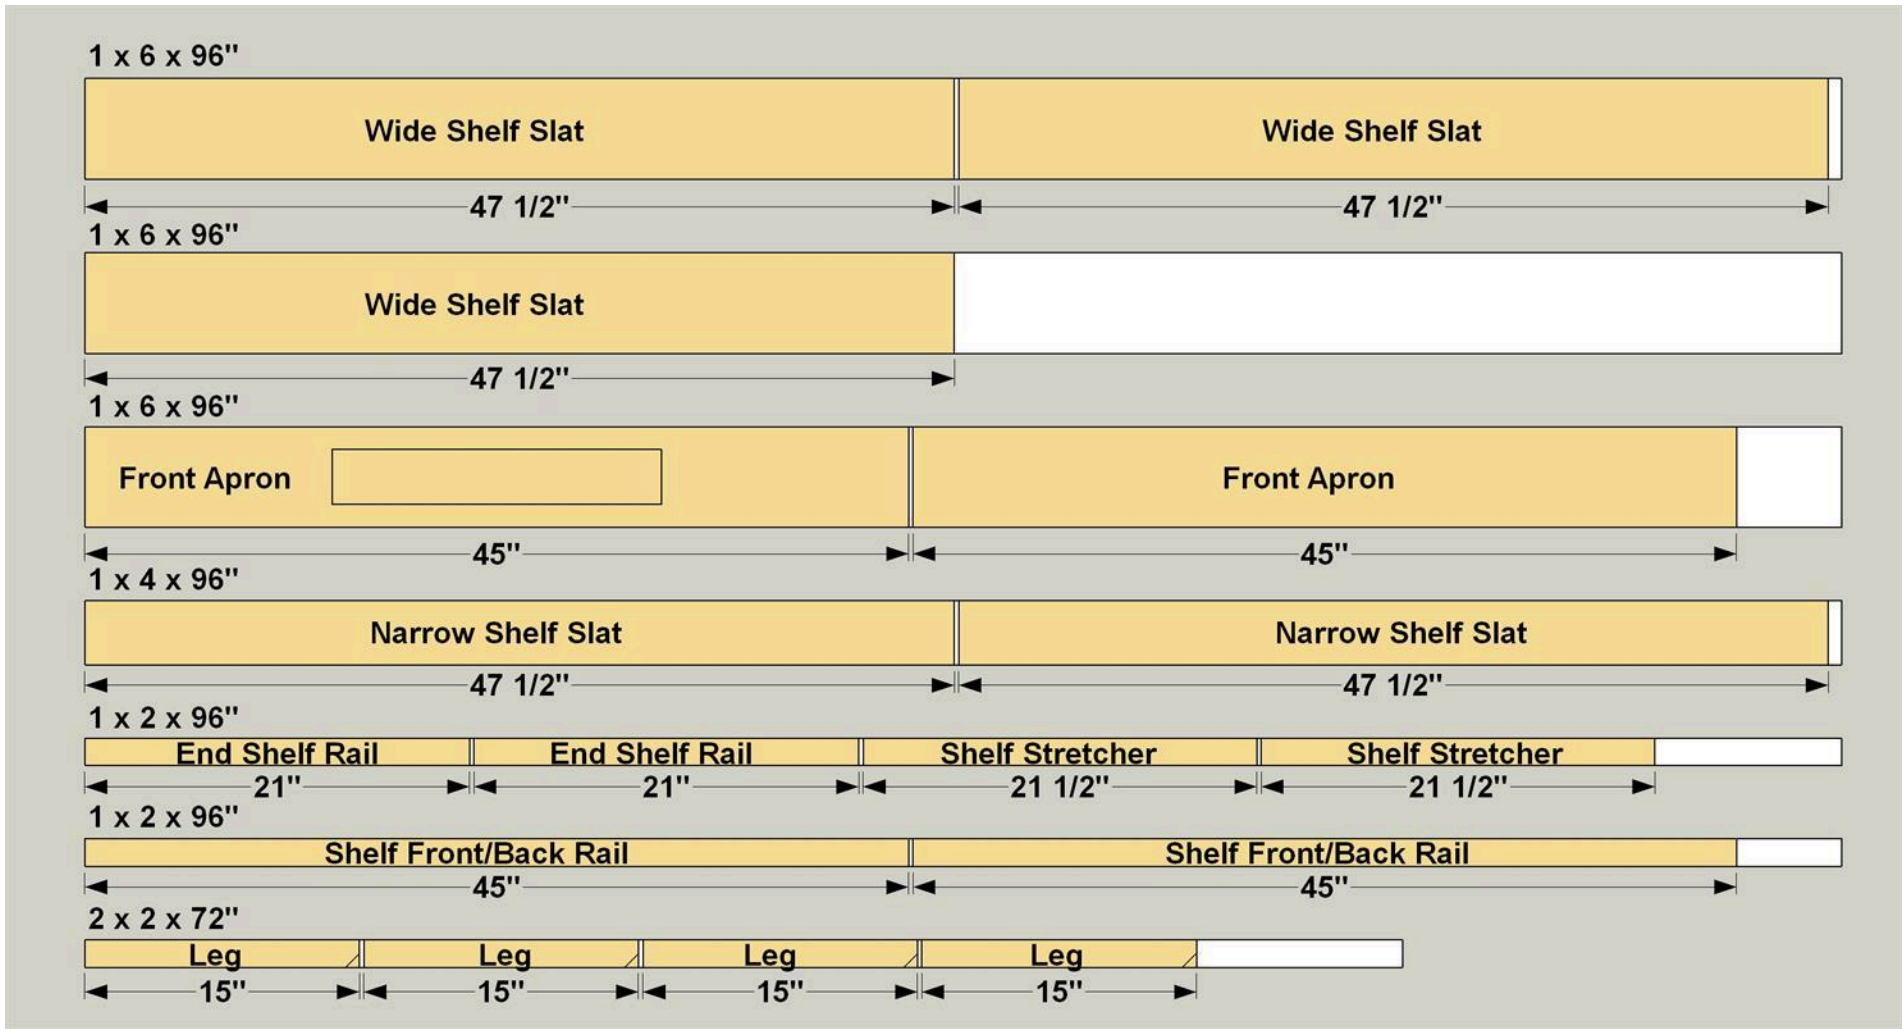 1 x 6 x 96"
Wide Shelf Slat Wide Shelf Slat
47 1/2" 47 1/2"
1 x 6 x 96"
Wide Shelf Slat
47 1/2"
1 x 6 x 96"
Front Apron Front Apron
45" 45"
1 x 4 x 96"
Narrow Shelf Slat Narrow Shelf Slat
47 1/2" 47 1/2"
1 x 2 x 96"
End Shelf Rail End Shelf Rail Shelf Stretcher Shelf Stretcher
21" 21" 21 1/2" 21 1/2"
1 x 2 x 96"
Shelf Front/Back Rail Shelf Front/Back Rail
45" 45"
2 x 2 x 72"
Leg Leg Leg Leg
15" 15" 15" 15"